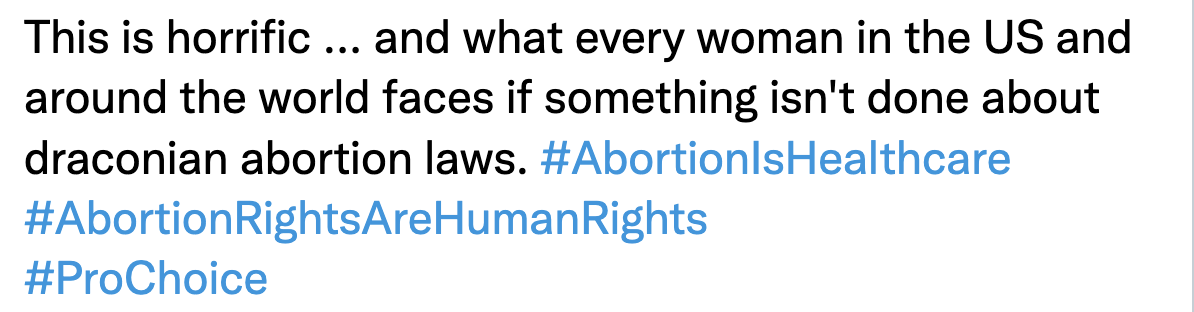 This is horrific ... and what every woman in the US and
around the world faces if something isn't done about
draconian abortion laws. #AbortionIsHealthcare
#AbortionRightsAreHumanRights
#ProChoice